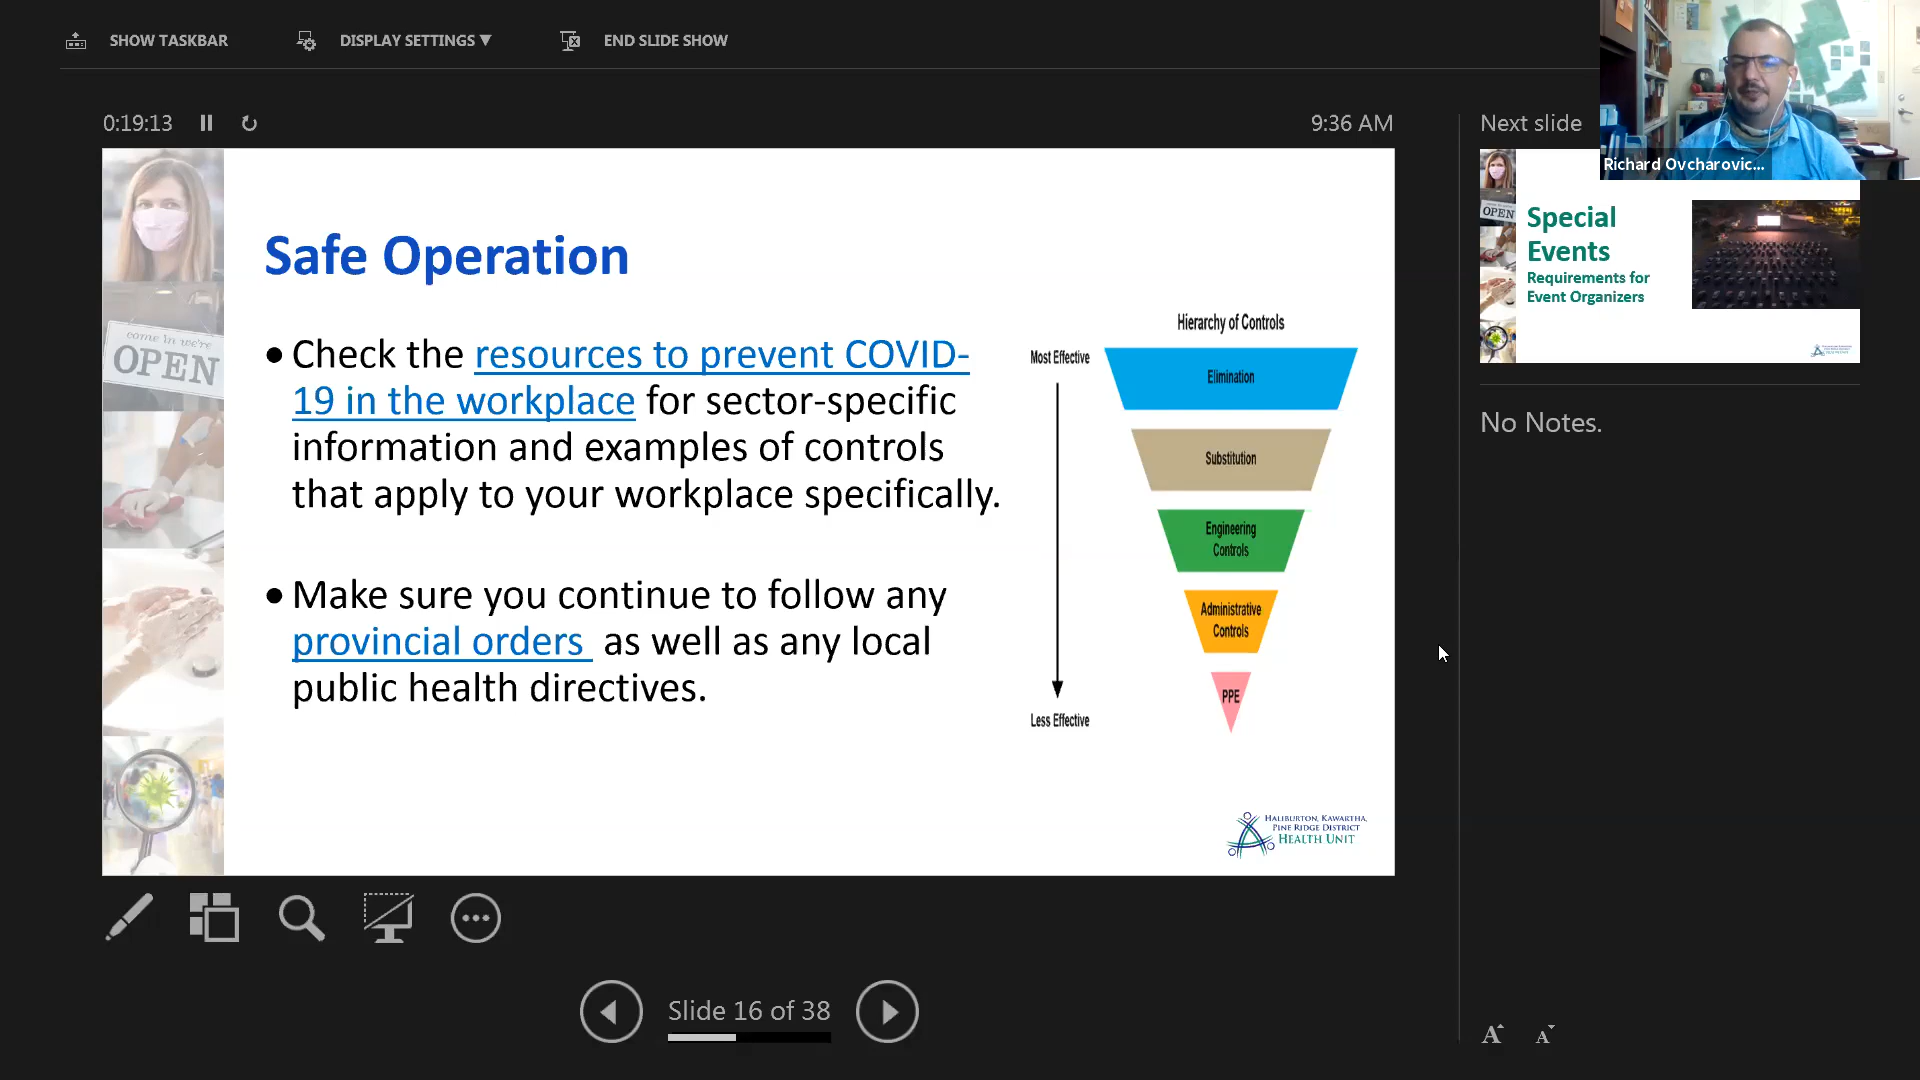 SHOW TASKBAR
DISPLAY SETTINGS ▼
END SLIDE SHOW
0:19:13
9:36 AM
Next slide
Richard Ovcharovic...
come in we're
OPEN
Safe Operation
• Check the resources to prevent COVID-
19 in the workplace for sector-specific
information and examples of controls
that apply to your workplace specifically.
• Make sure you continue to follow any
provincial orders as well as any local
public health directives.
Hierarchy of Controls
Most Effective
Elimination
Substitution
Engineering
Controls
Administrative
Controls
PPE
Less Effective
HALIBURTON, KAWARTHA,
PINE RIDGE DISTRICT
HEALTH UNIT
OPEN
Special
Events
Requirements for
Event Organizers
No Notes.
Slide 16 of 38
A
A